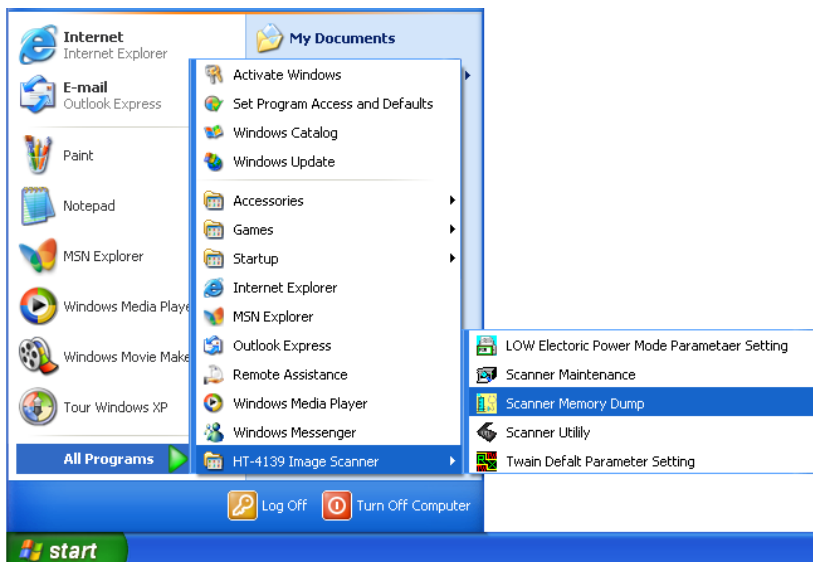 Internet
Internet Explorer
E-mail
Outlook Express
Paint
Notepad
MSN Explorer
Windows Media Playe
Windows Movie Make
Tour Windows XP
All Programs
My Documents
Activate Windows
Set Program Access and Defaults
Windows Catalog
Windows Update
Accessories
Games
Startup
Internet Explorer
MSN Explorer
Outlook Express
Remote Assistance
Windows Media Player
Windows Messenger
HT-4139 Image Scanner
LOW Electoric Power Mode Parametaer Setting
Scanner Maintenance
Scanner Memory Dump
Scanner Utilily
Twain Defalt Parameter Setting
Log Off
Turn Off Computer
start